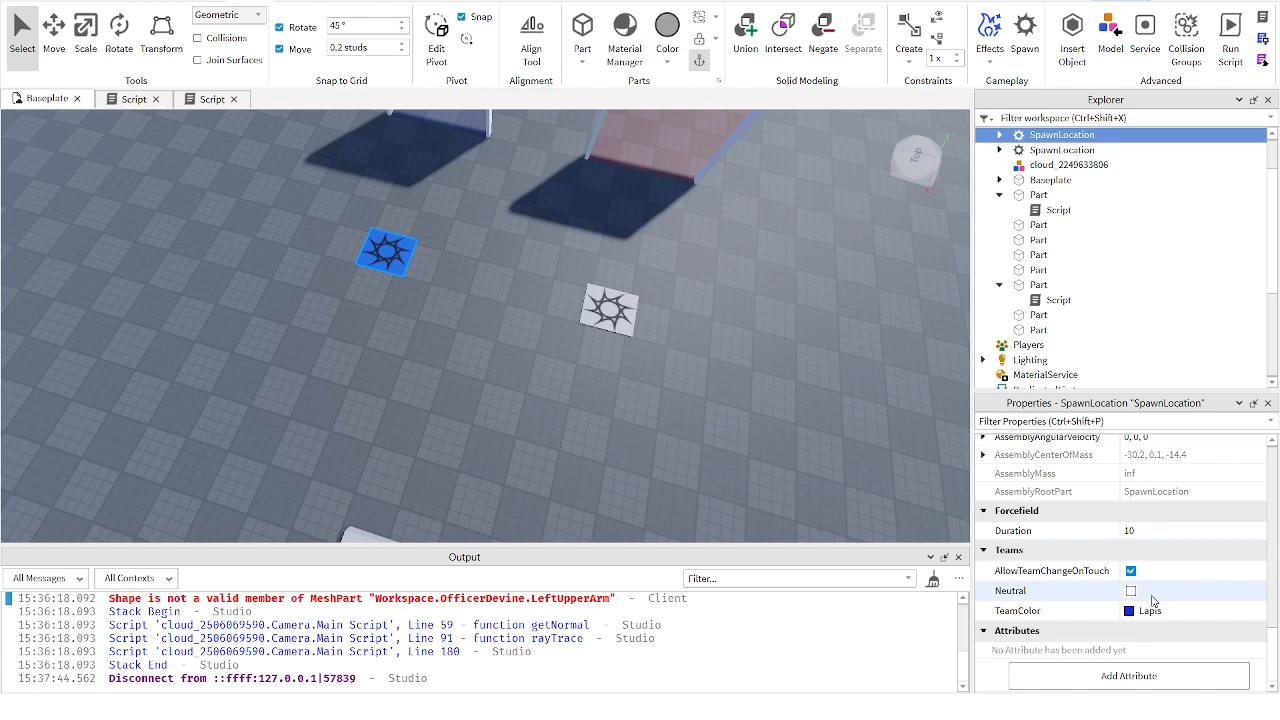 Select Move Scale Rotate Transform
Geometric
Collisions
Join Surfaces
Tools
Rotate 45 °
Move 0.2 studs
Snap to Grid
Edit Pivot
Snap
Pivot
Align Tool
Alignment
Part Material Manager Color
Parts
Union Intersect Negate Separate
Solid Modeling
Create
1 x
Constraints
Effects Spawn
Gameplay
Insert Object Model Service Collision Groups Run Script
Advanced
Baseplate Script Script
Top
y
x
Explorer
Filter workspace (Ctrl+Shift+X)
SpawnLocation
SpawnLocation
cloud_2249633806
Baseplate
Part
Script
Part
Part
Part
Part
Part
Script
Part
Part
Players
Lighting
MaterialService
Properties - SpawnLocation "SpawnLocation"
Filter Properties (Ctrl+Shift+P)
AssemblyAngularVelocity 0, 0, 0
AssemblyCenterOfMass -30.2, 0.1, -14.4
AssemblyMass inf
AssemblyRootPart SpawnLocation
Forcefield
Duration 10
Teams
AllowTeamChangeOnTouch
Neutral
TeamColor Lapis
Attributes
No Attribute has been added yet
Add Attribute
Output
All Messages All Contexts Filter...
15:36:18.092 Shape is not a valid member of MeshPart "Workspace.OfficerDevine.LeftUpperArm" - Client
15:36:18.092 Stack Begin - Studio
15:36:18.092 Script 'cloud_2506069590.Camera.Main Script', Line 59 - function getNormal - Studio
15:36:18.092 Script 'cloud_2506069590.Camera.Main Script', Line 91 - function rayTrace - Studio
15:36:18.092 Script 'cloud_2506069590.Camera.Main Script', Line 180 - Studio
15:36:18.093 Stack End - Studio
15:37:44.562 Disconnect from ::ffff:127.0.0.1|57839 - Studio